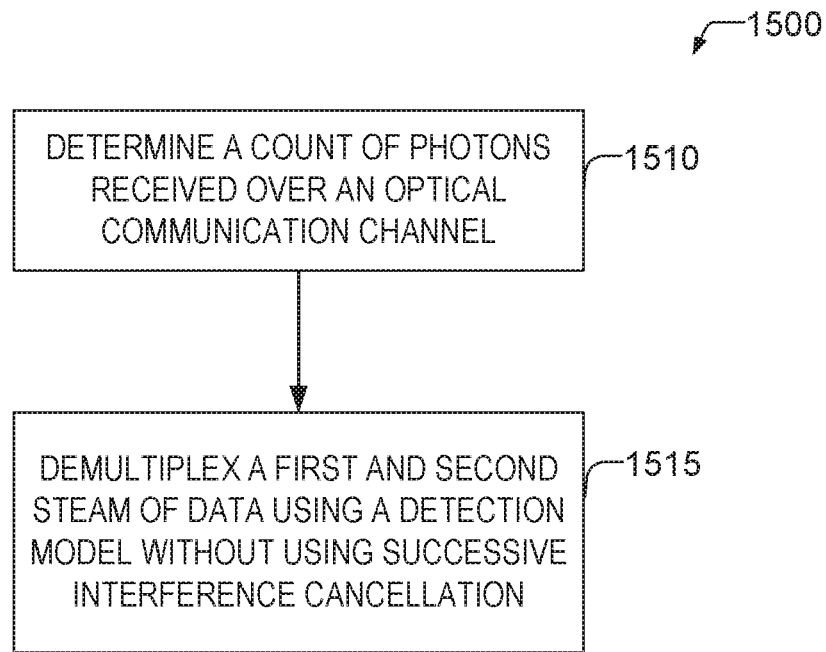 1500
DETERMINE A COUNT OF PHOTONS
RECEIVED OVER AN OPTICAL
COMMUNICATION CHANNEL
1510
DEMULTIPLEX A FIRST AND SECOND
STEAM OF DATA USING A DETECTION
MODEL WITHOUT USING SUCCESSIVE
INTERFERENCE CANCELLATION
1515